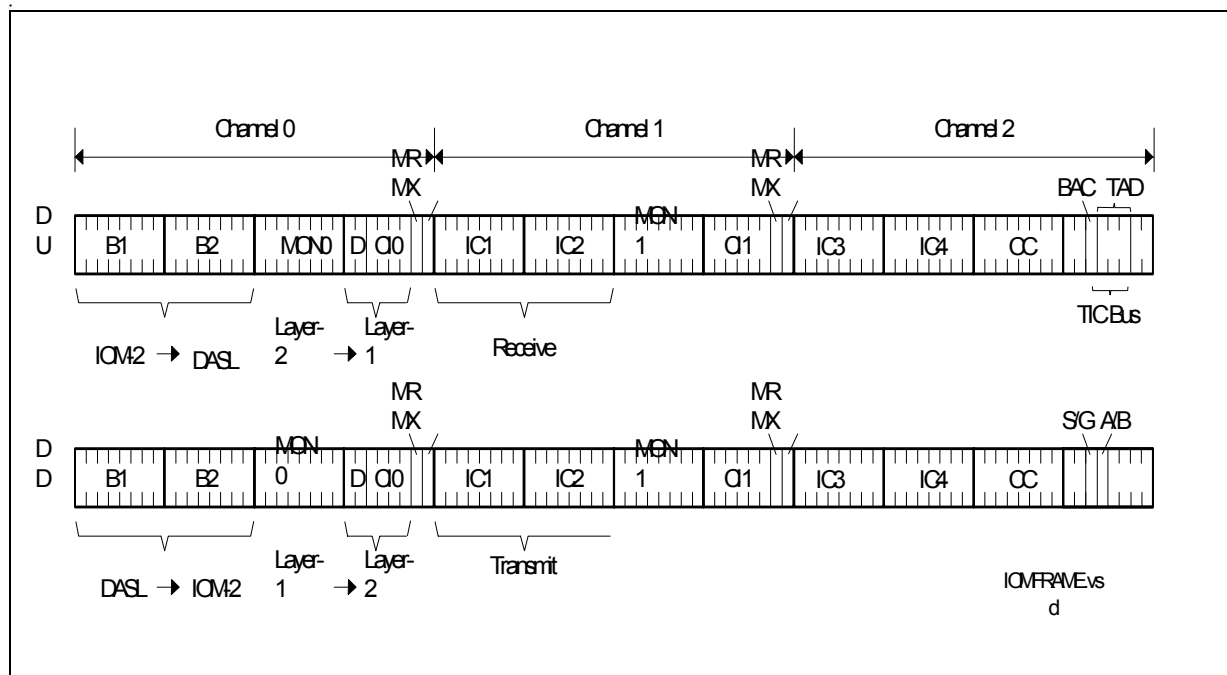 .
Channel 0 Channel 1 Channel 2
MR MR
MX MX BAC TAD
D
U
B1 B2 MON0 D CI0 IC1 IC2 MON
1 CI1 IC3 IC4 CC
TIC Bus
IOM-2 → DASL Layer-
2 → Layer-
1 Receive
MR MR
MX MX S/G A/B
D
D
B1 B2 MON
0 D CI0 IC1 IC2 MON
1 CI1 IC3 IC4 CC
DASL → IOM-2 Layer-
1 → Layer-
2 Transmit
IOMFRAME.vs
d